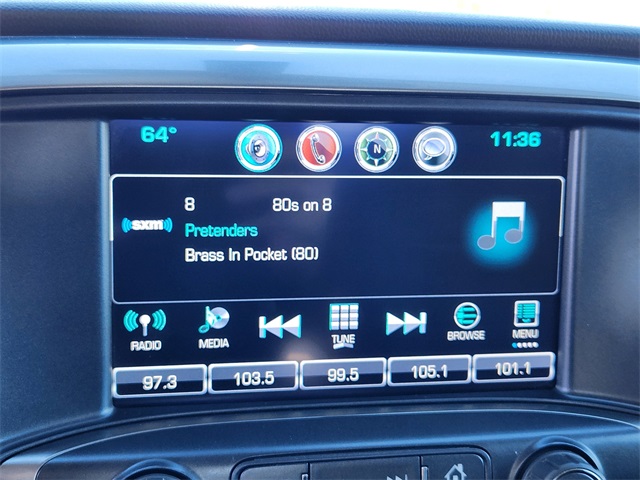 64° 11:36
N
8 80s on 8
((sxm))
Pretenders
Brass In Pocket (80)
RADIO MEDIA TUNE BROWSE MENU
97.3 103.5 99.5 105.1 101.1